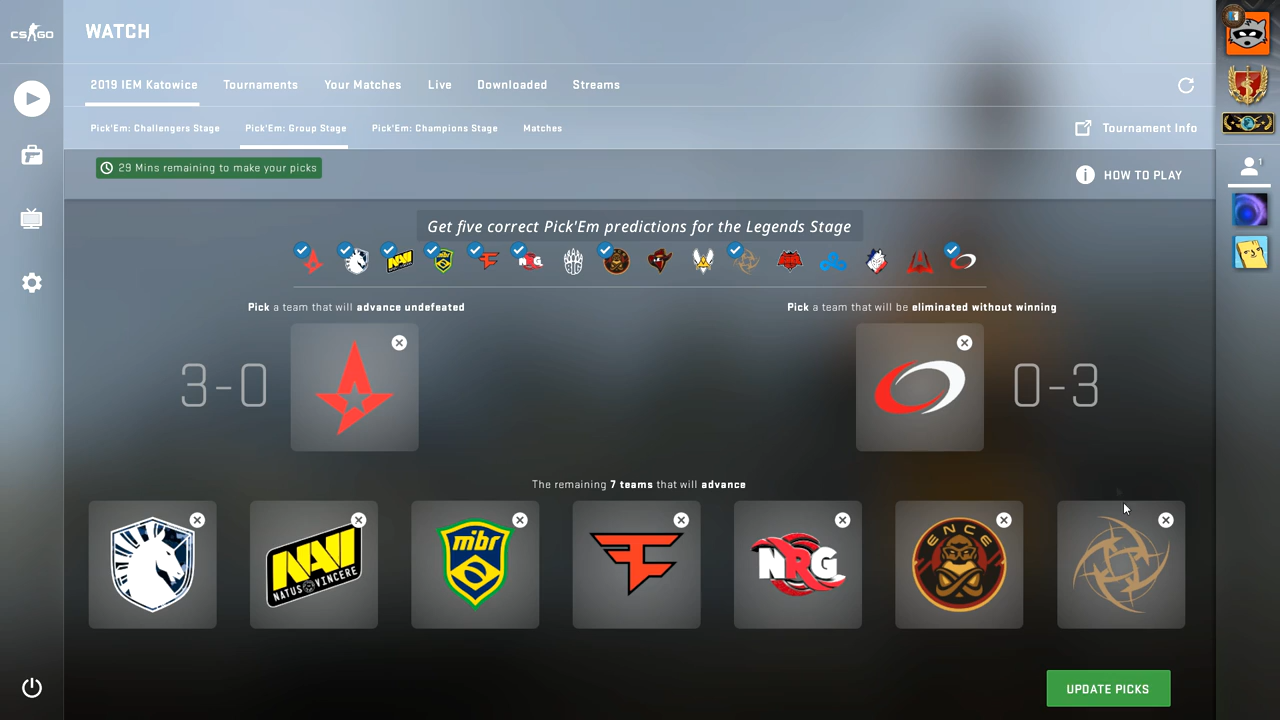 CS GO
WATCH
2019 IEM Katowice Tournaments Your Matches Live Downloaded Streams
Pick'Em: Challengers Stage Pick'Em: Group Stage Pick'Em: Champions Stage Matches Tournament Info
29 Mins remaining to make your picks
HOW TO PLAY
Get five correct Pick'Em predictions for the Legends Stage
Pick a team that will advance undefeated
Pick a team that will be eliminated without winning
3-0
0-3
The remaining 7 teams that will advance
NAVI
NATUS VINCERE
mibr
NRG
ENCE
UPDATE PICKS
1